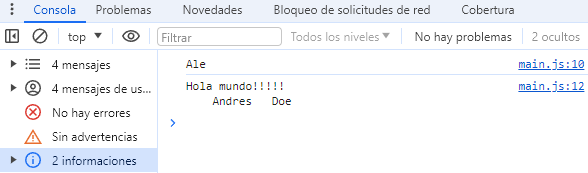 Consola Problemas Novedades Bloqueo de solicitudes de red Cobertura
top Filtrar Todos los niveles No hay problemas 2 ocultos
4 mensajes
4 mensajes de us...
No hay errores
Sin advertencias
2 informaciones
Ale main.js:10
Hola mundo!!!!! main.js:12
Andres Doe